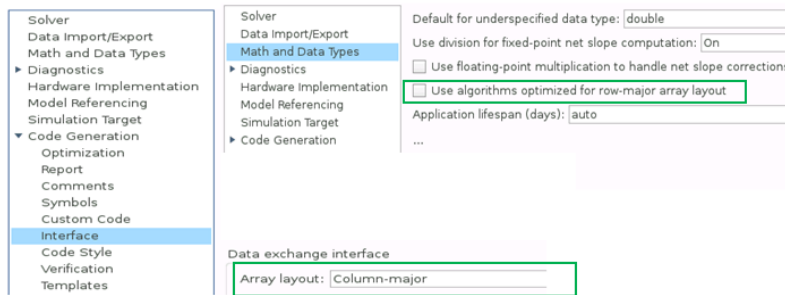 Solver
Data Import/Export
Math and Data Types
Diagnostics
Hardware Implementation
Model Referencing
Simulation Target
Code Generation
Optimization
Report
Comments
Symbols
Custom Code
Interface
Code Style
Verification
Templates
Solver
Data Import/Export
Math and Data Types
Diagnostics
Hardware Implementation
Model Referencing
Simulation Target
Code Generation
Default for underspecified data type: double
Use division for fixed-point net slope computation: On
Use floating-point multiplication to handle net slope corrections
Use algorithms optimized for row-major array layout
Application lifespan (days): auto
...
Data exchange interface
Array layout: Column-major